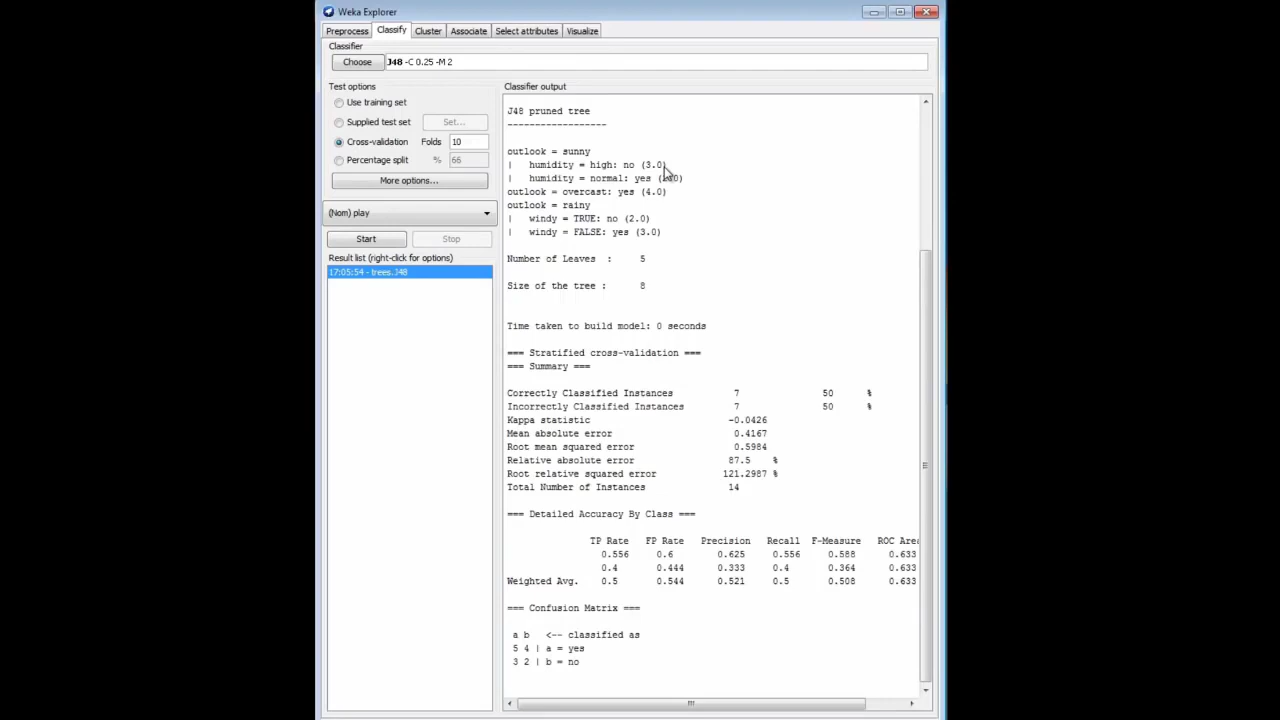 Weka Explorer
Preprocess Classify Cluster Associate Select attributes Visualize
Classifier
Choose J48 -C 0.25 -M 2
Test options
Use training set
Supplied test set Set...
Cross-validation Folds 10
Percentage split % 66
More options...
(Nom) play
Start Stop
Result list (right-click for options)
17:05:54 - trees.J48
Classifier output
J48 pruned tree
------------------
outlook = sunny
| humidity = high: no (3.0)
| humidity = normal: yes
outlook = overcast: yes (4.0)
outlook = rainy
| windy = TRUE: no (2.0)
| windy = FALSE: yes (3.0)
Number of Leaves : 5
Size of the tree : 8
Time taken to build model: 0 seconds
=== Stratified cross-validation ===
=== Summary ===
Correctly Classified Instances 7 50 %
Incorrectly Classified Instances 7 50 %
Kappa statistic -0.0426
Mean absolute error 0.4167
Root mean squared error 0.5984
Relative absolute error 87.5 %
Root relative squared error 121.2987 %
Total Number of Instances 14
=== Detailed Accuracy By Class ===
TP Rate FP Rate Precision Recall F-Measure ROC Area
0.556 0.6 0.625 0.556 0.588 0.633
0.4 0.444 0.333 0.4 0.364 0.633
Weighted Avg. 0.5 0.544 0.521 0.5 0.508 0.633
=== Confusion Matrix ===
a b <-- classified as
5 4 | a = yes
3 2 | b = no